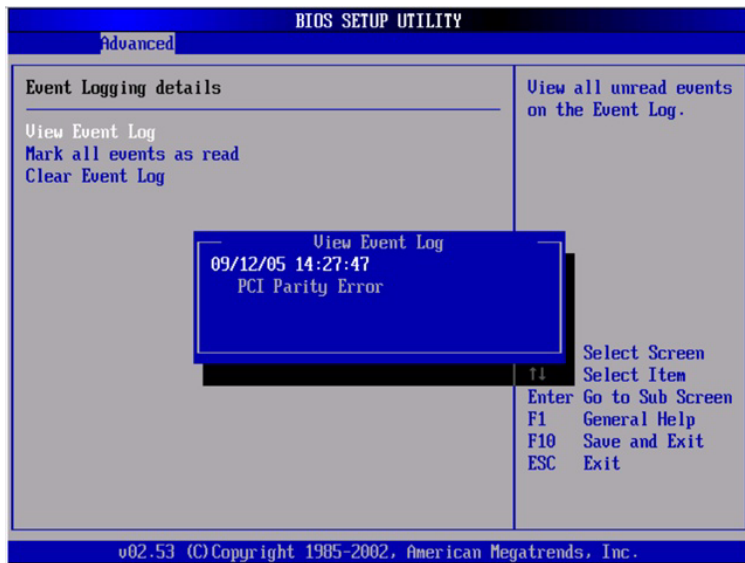 BIOS SETUP UTILITY
Advanced
Event Logging details
View Event Log
Mark all events as read
Clear Event Log
View all unread events
on the Event Log.
View Event Log
09/12/05 14:27:47
PCI Parity Error
Select Screen
↑↓ Select Item
Enter Go to Sub Screen
F1 General Help
F10 Save and Exit
ESC Exit
v02.53 (C)Copyright 1985-2002, American Megatrends, Inc.